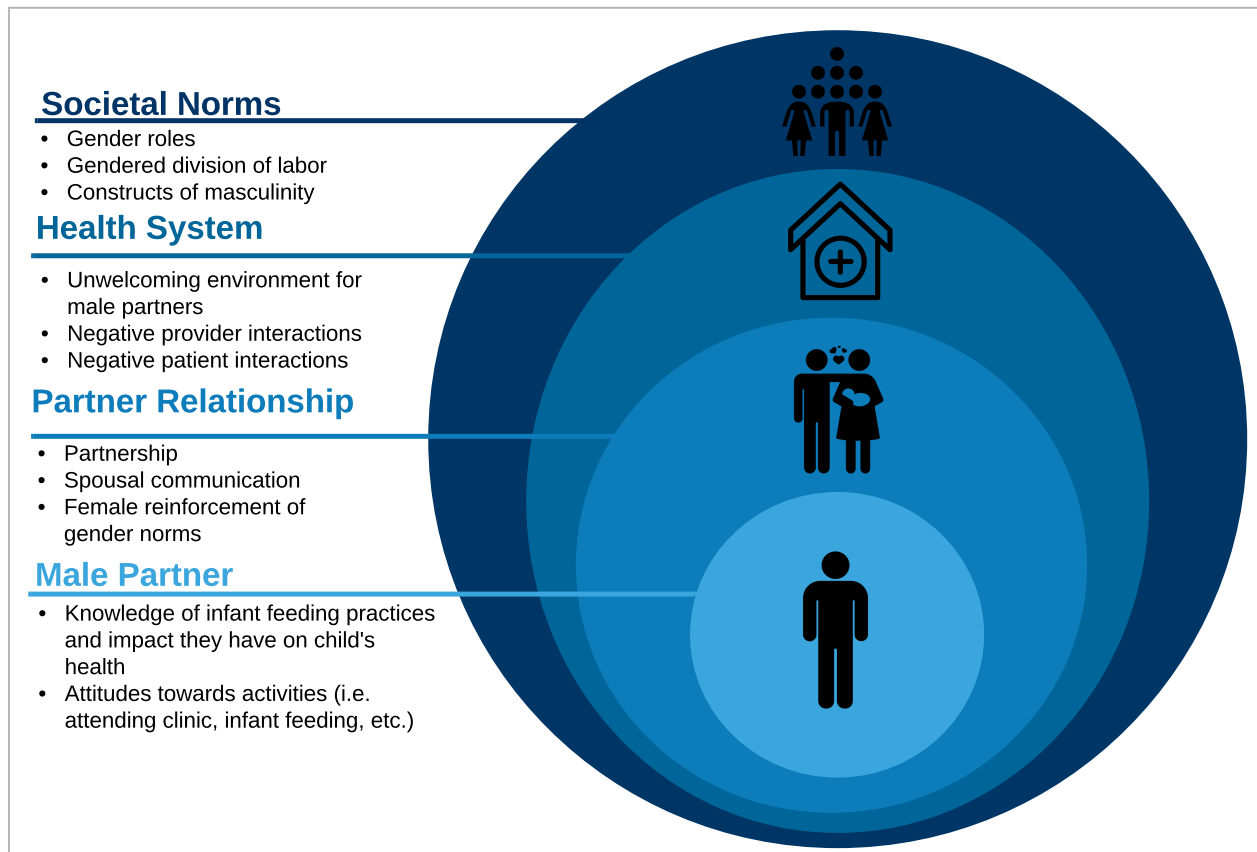 Societal Norms
• Gender roles
• Gendered division of labor
• Constructs of masculinity
Health System
• Unwelcoming environment for
male partners
• Negative provider interactions
• Negative patient interactions
Partner Relationship
• Partnership
• Spousal communication
• Female reinforcement of
gender norms
Male Partner
• Knowledge of infant feeding practices
and impact they have on child's
health
• Attitudes towards activities (i.e.
attending clinic, infant feeding, etc.)